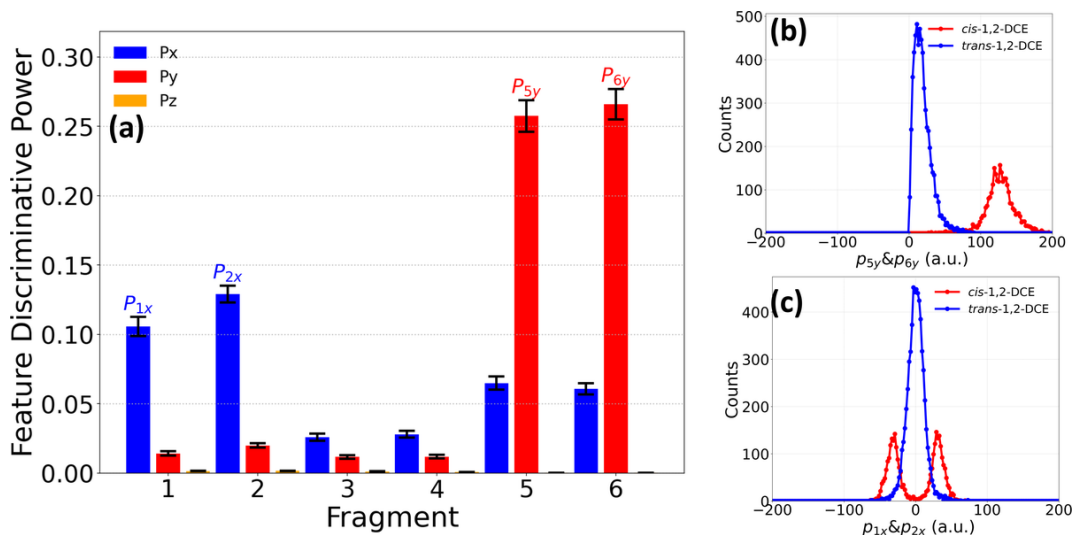 (a)
Px
Py
Pz
P1x
P2x
P5y
P6y
Feature Discriminative Power
0.30
0.25
0.20
0.15
0.10
0.05
0.00
1 2 3 4 5 6
Fragment
(b)
cis-1,2-DCE
trans-1,2-DCE
Counts
500
400
300
200
100
0
−200 −100 0 100 200
p5y&p6y (a.u.)
(c)
cis-1,2-DCE
trans-1,2-DCE
Counts
400
300
200
100
0
−200 −100 0 100 200
p1x&p2x (a.u.)